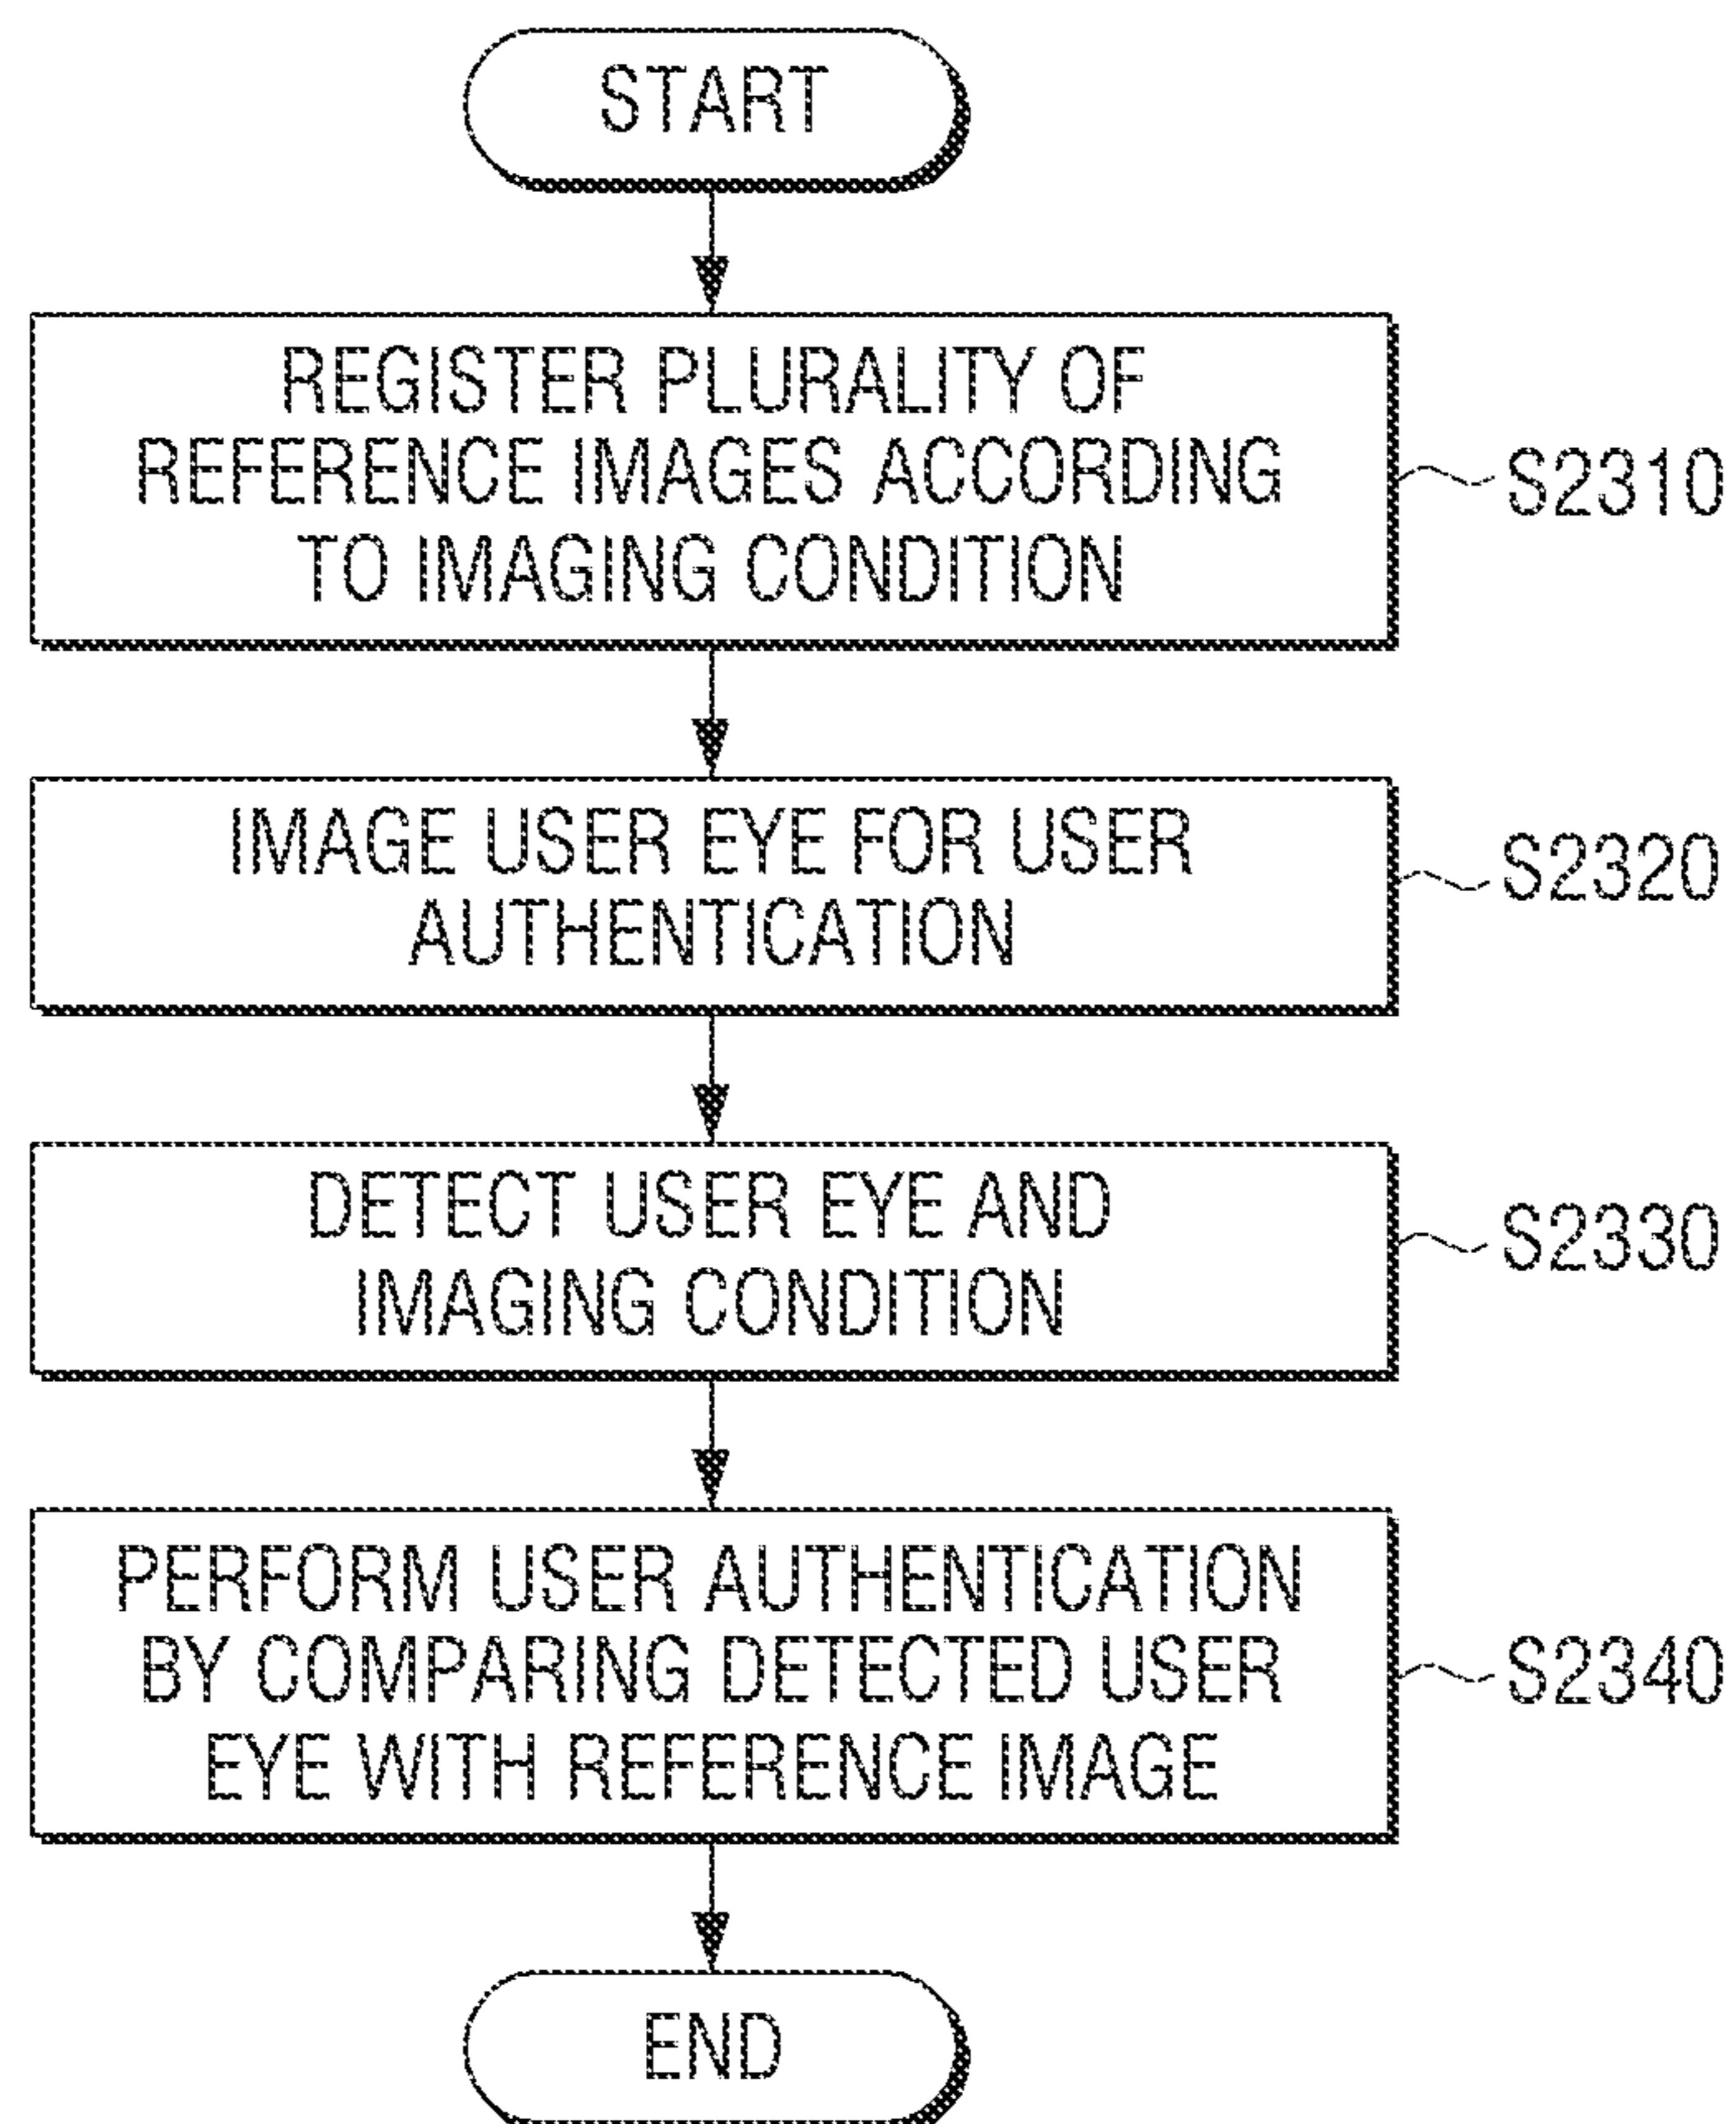 START
REGISTER PLURALITY OF
REFERENCE IMAGES ACCORDING
TO IMAGING CONDITION
S2310
IMAGE USER EYE FOR USER
AUTHENTICATION
S2320
DETECT USER EYE AND
IMAGING CONDITION
S2330
PERFORM USER AUTHENTICATION
BY COMPARING DETECTED USER
EYE WITH REFERENCE IMAGE
S2340
END